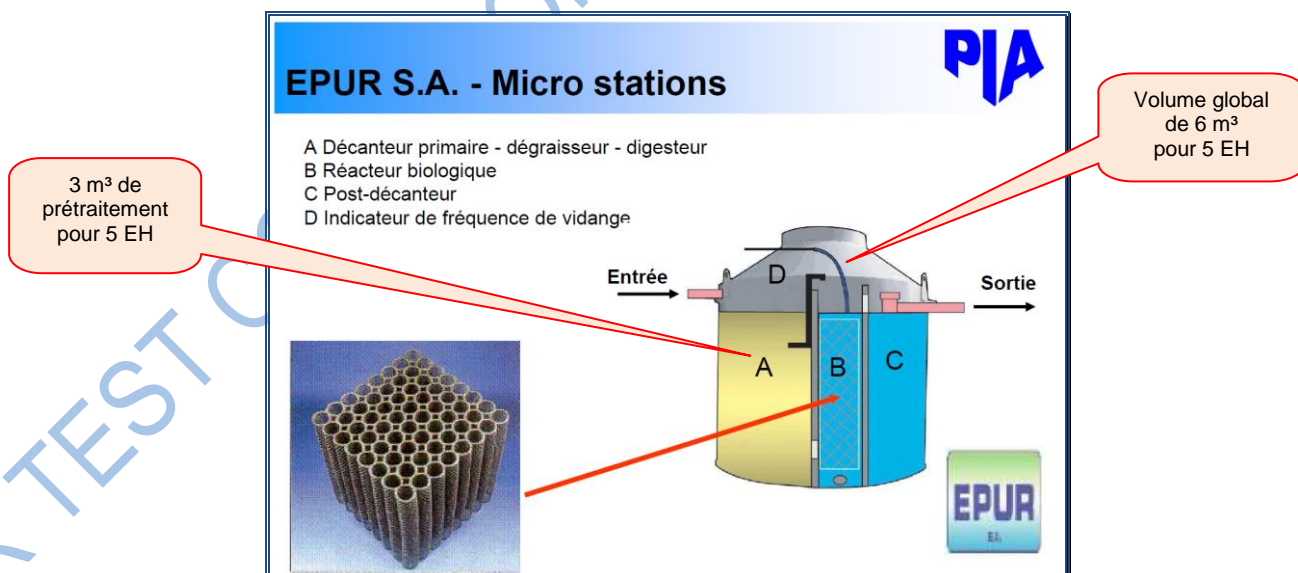 EPUR S.A. - Micro stations
PIA
A Décanteur primaire - dégraisseur - digesteur
B Réacteur biologique
C Post-décanteur
D Indicateur de fréquence de vidange
3 m³ de
prétraitement
pour 5 EH
Volume global
de 6 m³
pour 5 EH
Entrée
D
Sortie
A
B
C
EPUR
S.A.
TEST